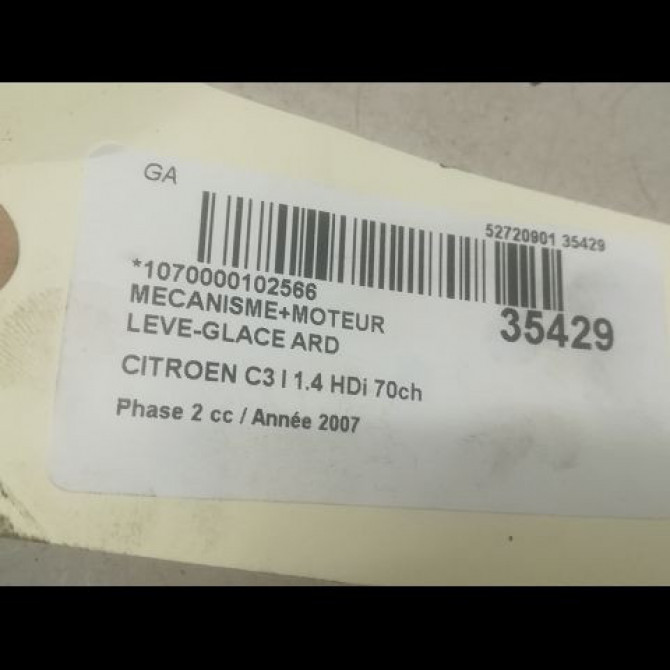 GA
52720901 35429
*1070000102566
35429
MECANISME+MOTEUR
LEVE-GLACE ARD
CITROEN C3 I 1.4 HDi 70ch
Phase 2 cc / Année 2007